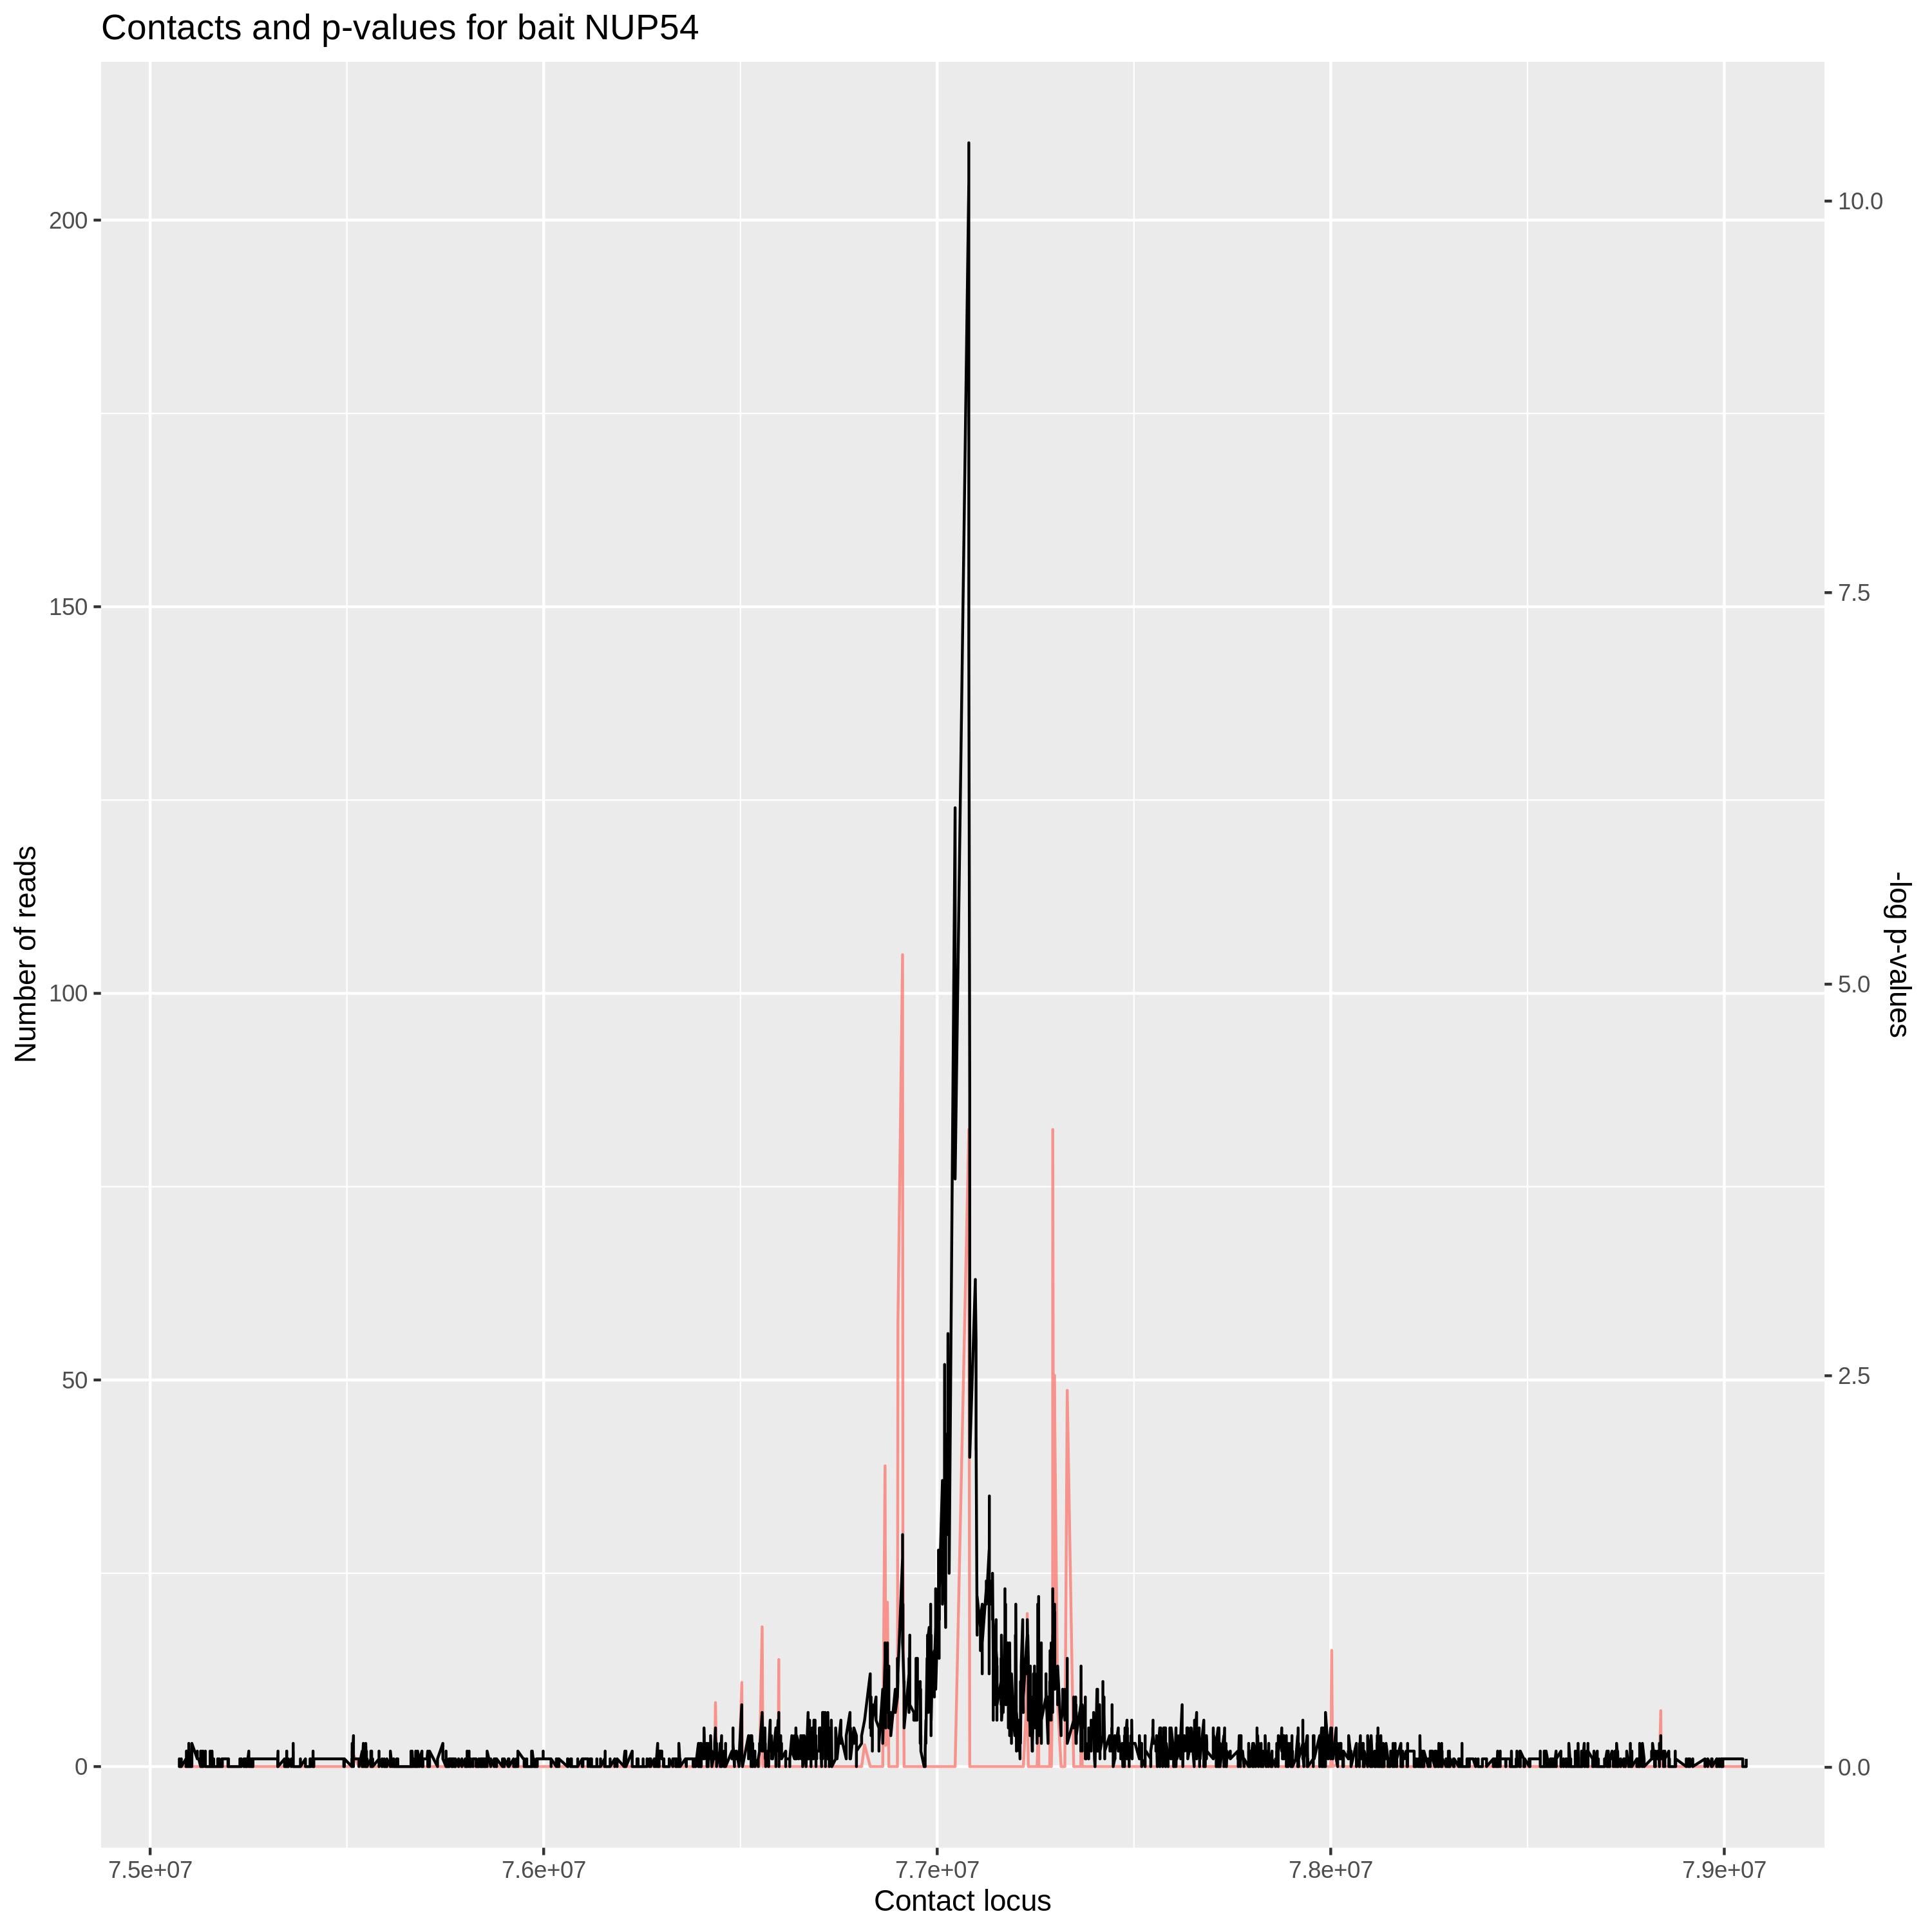 Contacts and p-values for bait NUP54
Number of reads
200
150
100
50
0
10.0
7.5
5.0
2.5
0.0
-log p-values
7.5e+07
7.6e+07
7.7e+07
7.8e+07
7.9e+07
Contact locus